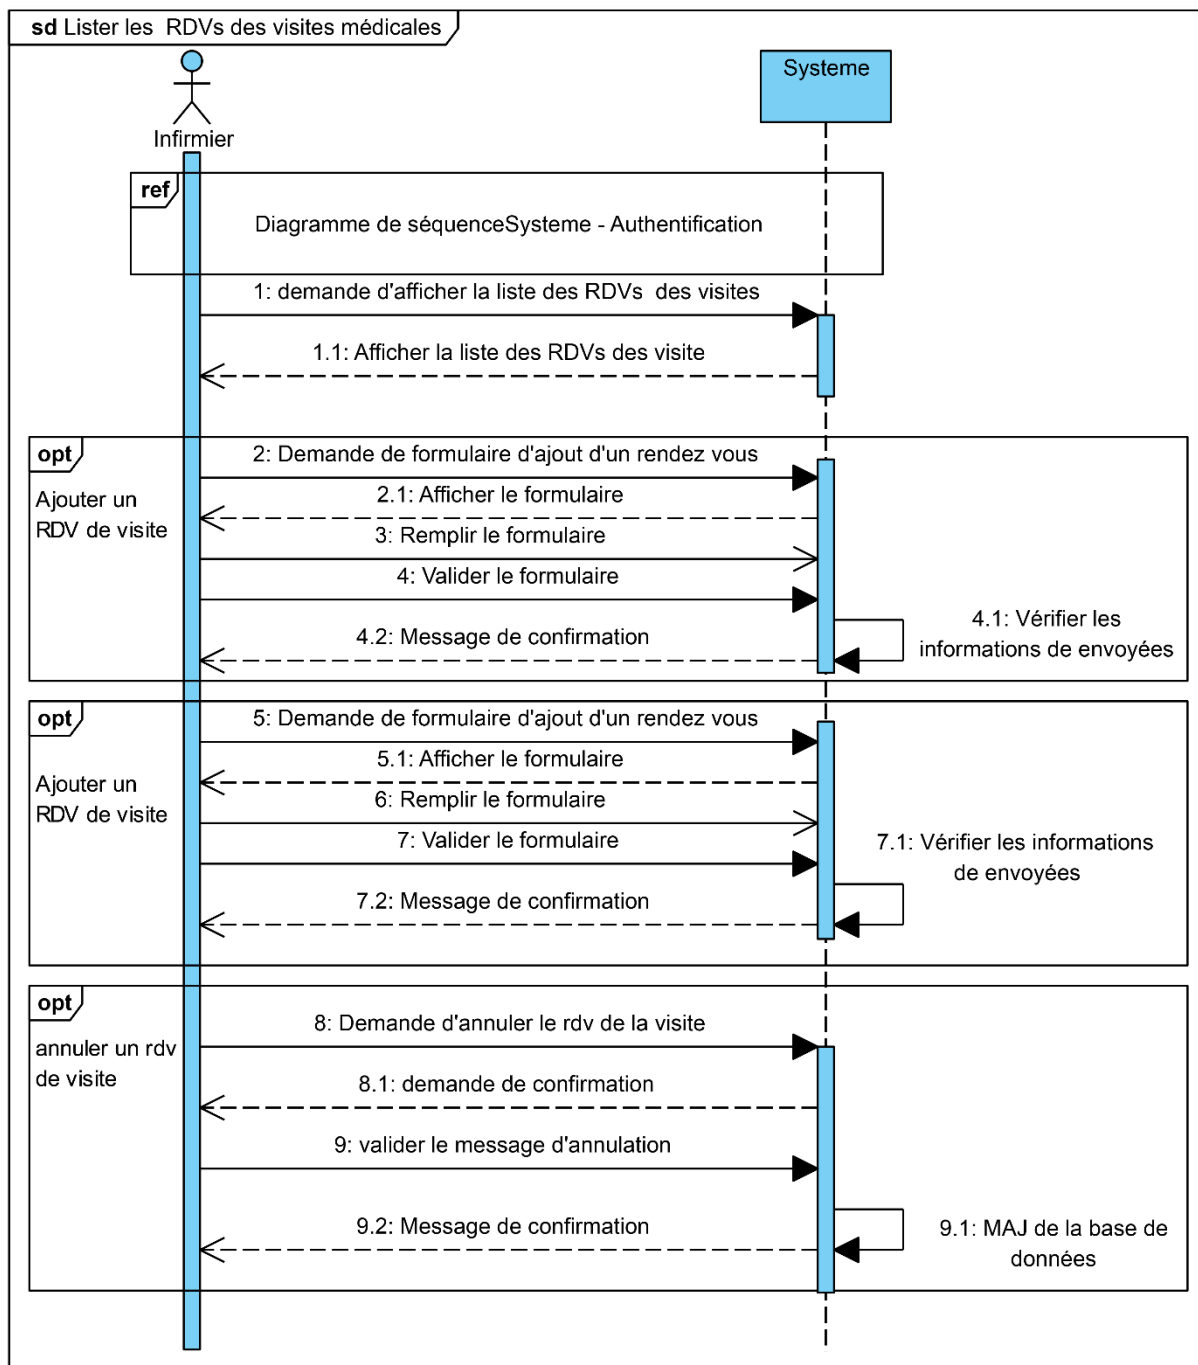 sd Lister les RDVs des visites médicales
Systeme
Infirmier
ref
Diagramme de séquenceSysteme - Authentification
1: demande d'afficher la liste des RDVs des visites
1.1: Afficher la liste des RDVs des visite
opt
Ajouter un
RDV de visite
2: Demande de formulaire d'ajout d'un rendez vous
2.1: Afficher le formulaire
3: Remplir le formulaire
4: Valider le formulaire
4.1: Vérifier les
informations de envoyées
4.2: Message de confirmation
opt
Ajouter un
RDV de visite
5: Demande de formulaire d'ajout d'un rendez vous
5.1: Afficher le formulaire
6: Remplir le formulaire
7: Valider le formulaire
7.1: Vérifier les informations
de envoyées
7.2: Message de confirmation
opt
annuler un rdv
de visite
8: Demande d'annuler le rdv de la visite
8.1: demande de confirmation
9: valider le message d'annulation
9.2: Message de confirmation
9.1: MAJ de la base de
données